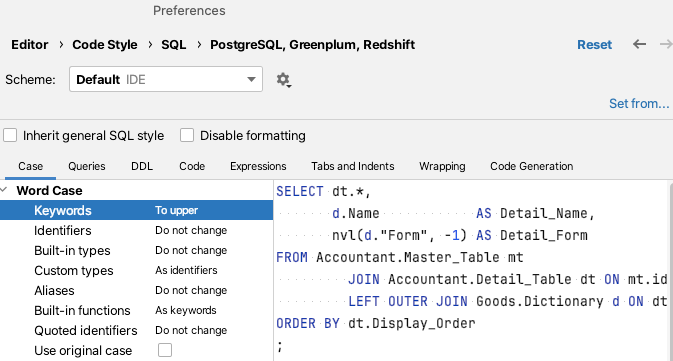 Preferences
Editor › Code Style › SQL › PostgreSQL, Greenplum, Redshift Reset
Scheme: Default IDE
Set from...
Inherit general SQL style Disable formatting
Case Queries DDL Code Expressions Tabs and Indents Wrapping Code Generation
Word Case
Keywords To upper
Identifiers Do not change
Built-in types Do not change
Custom types As identifiers
Aliases Do not change
Built-in functions As keywords
Quoted identifiers Do not change
Use original case
SELECT dt.*,
d.Name AS Detail_Name,
nvl(d."Form", -1) AS Detail_Form
FROM Accountant.Master_Table mt
JOIN Accountant.Detail_Table dt ON mt.id
LEFT OUTER JOIN Goods.Dictionary d ON dt
ORDER BY dt.Display_Order
;